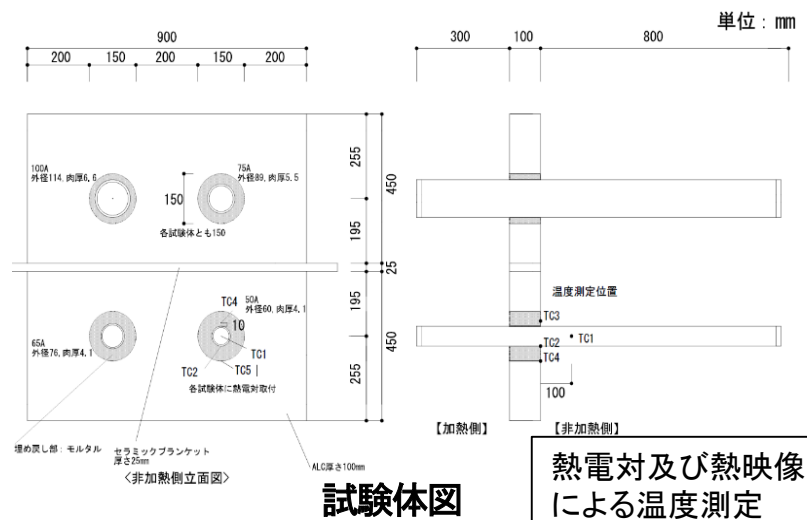 単位：mm
900
200 150 200 150 200
300 100 800
100A
外径114, 肉厚6.6
75A
外径89, 肉厚5.5
150
各試験体とも150
255
195
450
25
195
255
450
65A
外径76, 肉厚4.1
TC4
50A
外径60, 肉厚4.1
10
TC1
TC2
TC5
各試験体に熱電対取付
温度測定位置
TC3
TC2
TC1
TC4
100
【加熱側】
【非加熱側】
埋め戻し部：モルタル
セラミックブランケット
厚さ25mm
ALC厚さ100mm
<非加熱側立面図>
試験体図
熱電対及び熱映像
による温度測定